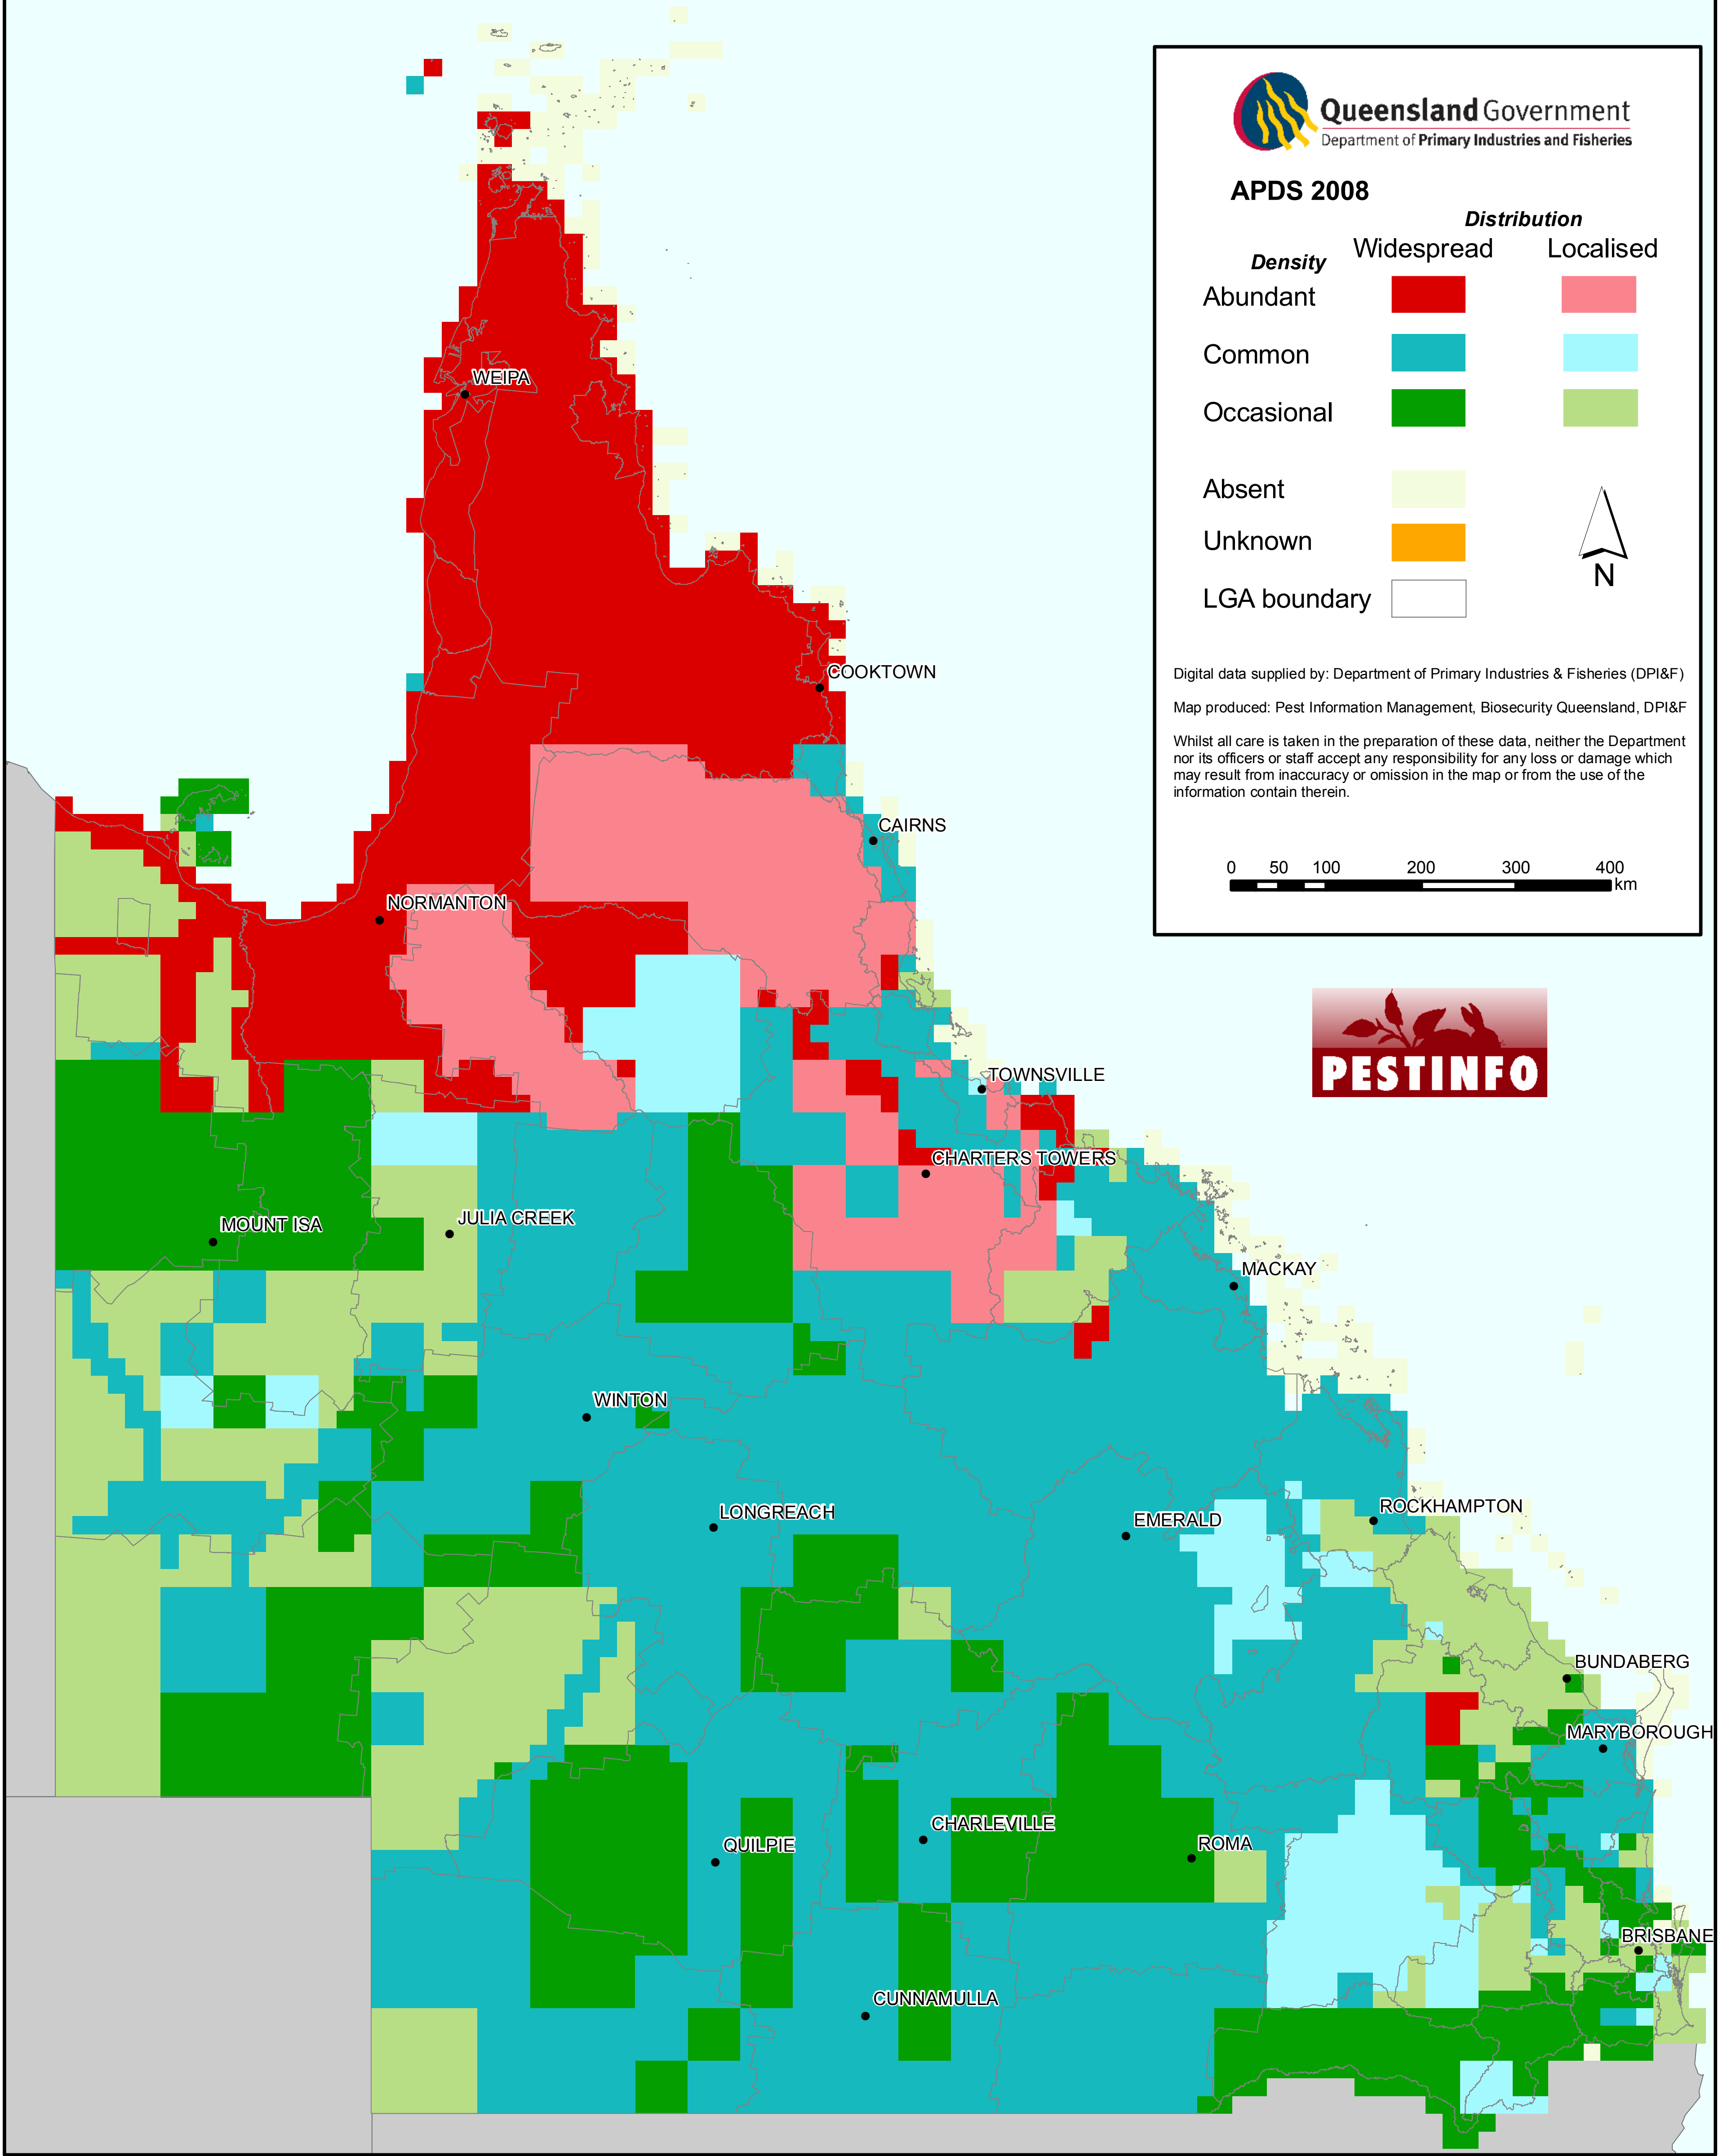 Queensland Government
Department of Primary Industries and Fisheries
APDS 2008
Distribution
Density
Widespread
Localised
Abundant
Common
Occasional
Absent
Unknown
LGA boundary
N
Digital data supplied by: Department of Primary Industries & Fisheries (DPI&F)
Map produced: Pest Information Management, Biosecurity Queensland, DPI&F
Whilst all care is taken in the preparation of these data, neither the Department
nor its officers or staff accept any responsibility for any loss or damage which
may result from inaccuracy or omission in the map or from the use of the
information contain therein.
0 50 100 200 300 400
km
PESTINFO
WEIPA
COOKTOWN
CAIRNS
NORMANTON
TOWNSVILLE
CHARTERS TOWERS
MOUNT ISA
JULIA CREEK
MACKAY
WINTON
LONGREACH
EMERALD
ROCKHAMPTON
BUNDABERG
MARYBOROUGH
QUILPIE
CHARLEVILLE
ROMA
BRISBANE
CUNNAMULLA